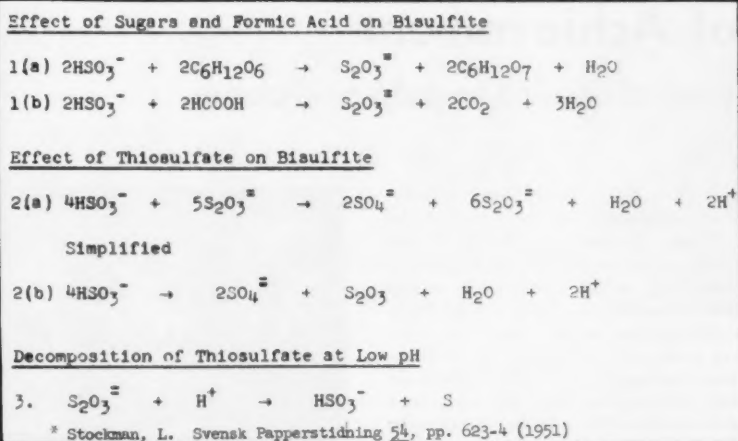 ol Achievem
Effect of Sugars and Formic Acid on Bisulfite
1(a) 2HSO₃⁻ + 2C₆H₁₂O₆ → S₂O₃⁼ + 2C₆H₁₂O₇ + H₂O
1(b) 2HSO₃⁻ + 2HCOOH → S₂O₃⁼ + 2CO₂ + 3H₂O
Effect of Thiosulfate on Bisulfite
2(a) 4HSO₃⁻ + 5S₂O₃⁼ → 2SO₄⁼ + 6S₂O₃⁼ + H₂O + 2H⁺
Simplified
2(b) 4HSO₃⁻ → 2SO₄⁼ + S₂O₃ + H₂O + 2H⁺
Decomposition of Thiosulfate at Low pH
3. S₂O₃⁼ + H⁺ → HSO₃⁻ + S
* Stockman, L. Svensk Papperstidning 54, pp. 623-4 (1951)